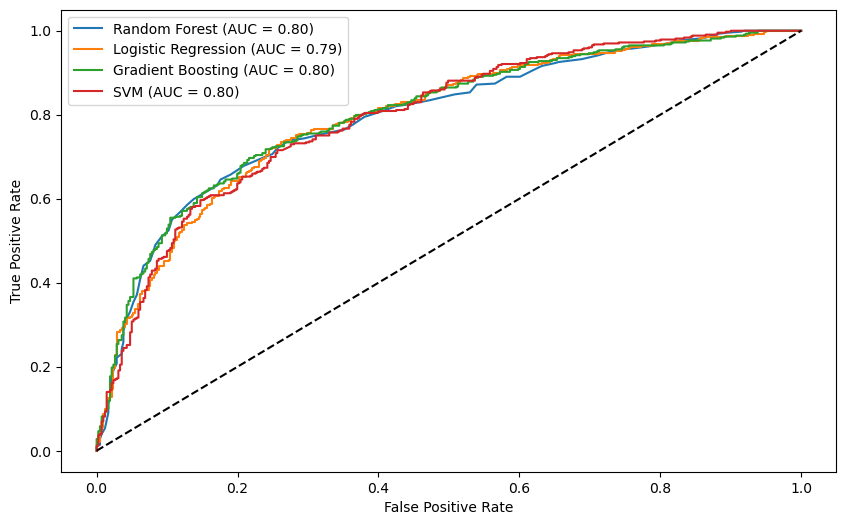 Random Forest (AUC = 0.80)
Logistic Regression (AUC = 0.79)
Gradient Boosting (AUC = 0.80)
SVM (AUC = 0.80)
True Positive Rate
1.0
0.8
0.6
0.4
0.2
0.0
0.0 0.2 0.4 0.6 0.8 1.0
False Positive Rate